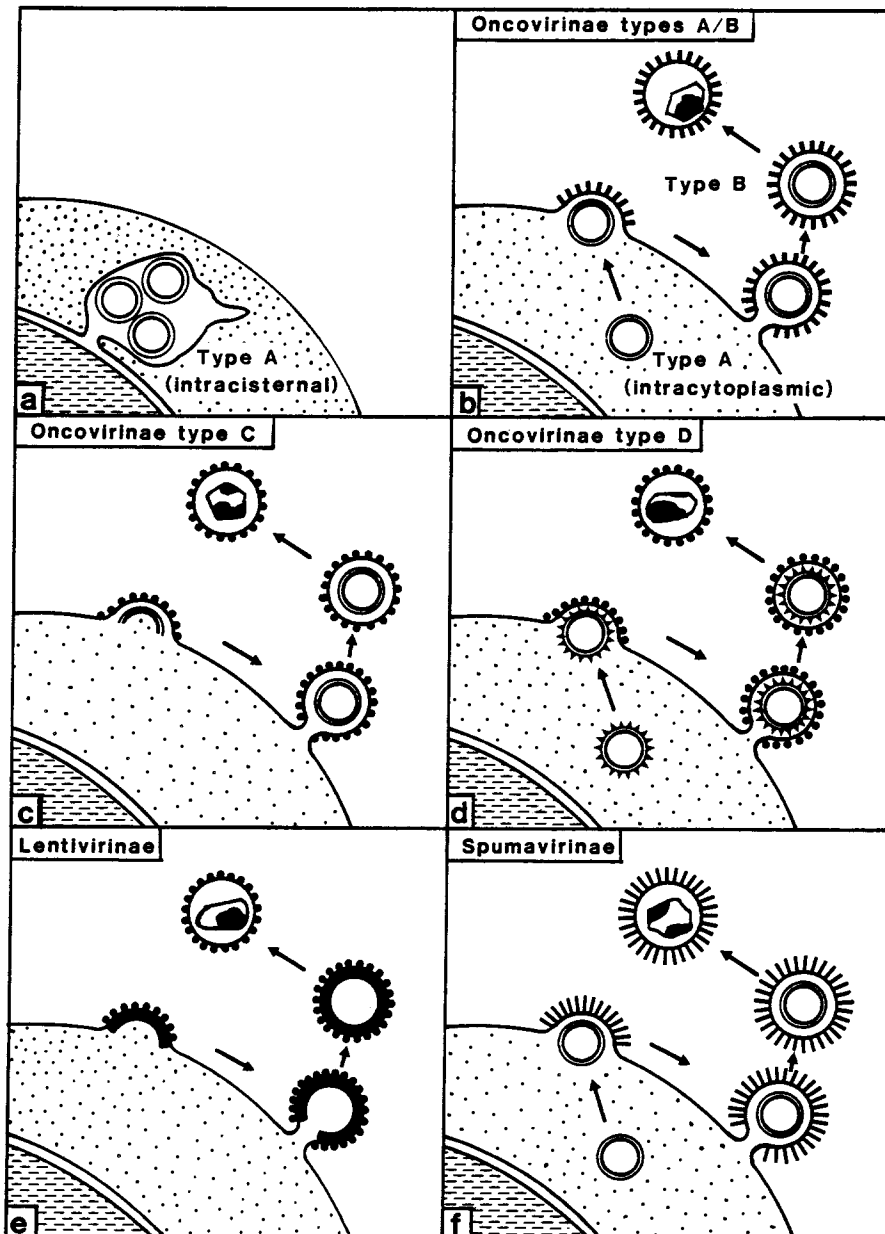 Type A
(intracisternal)
a
Oncovirinae types A/B
Type B
Type A
(intracytoplasmic)
b
Oncovirinae type C
c
Oncovirinae type D
d
Lentivirinae
e
Spumavirinae
f